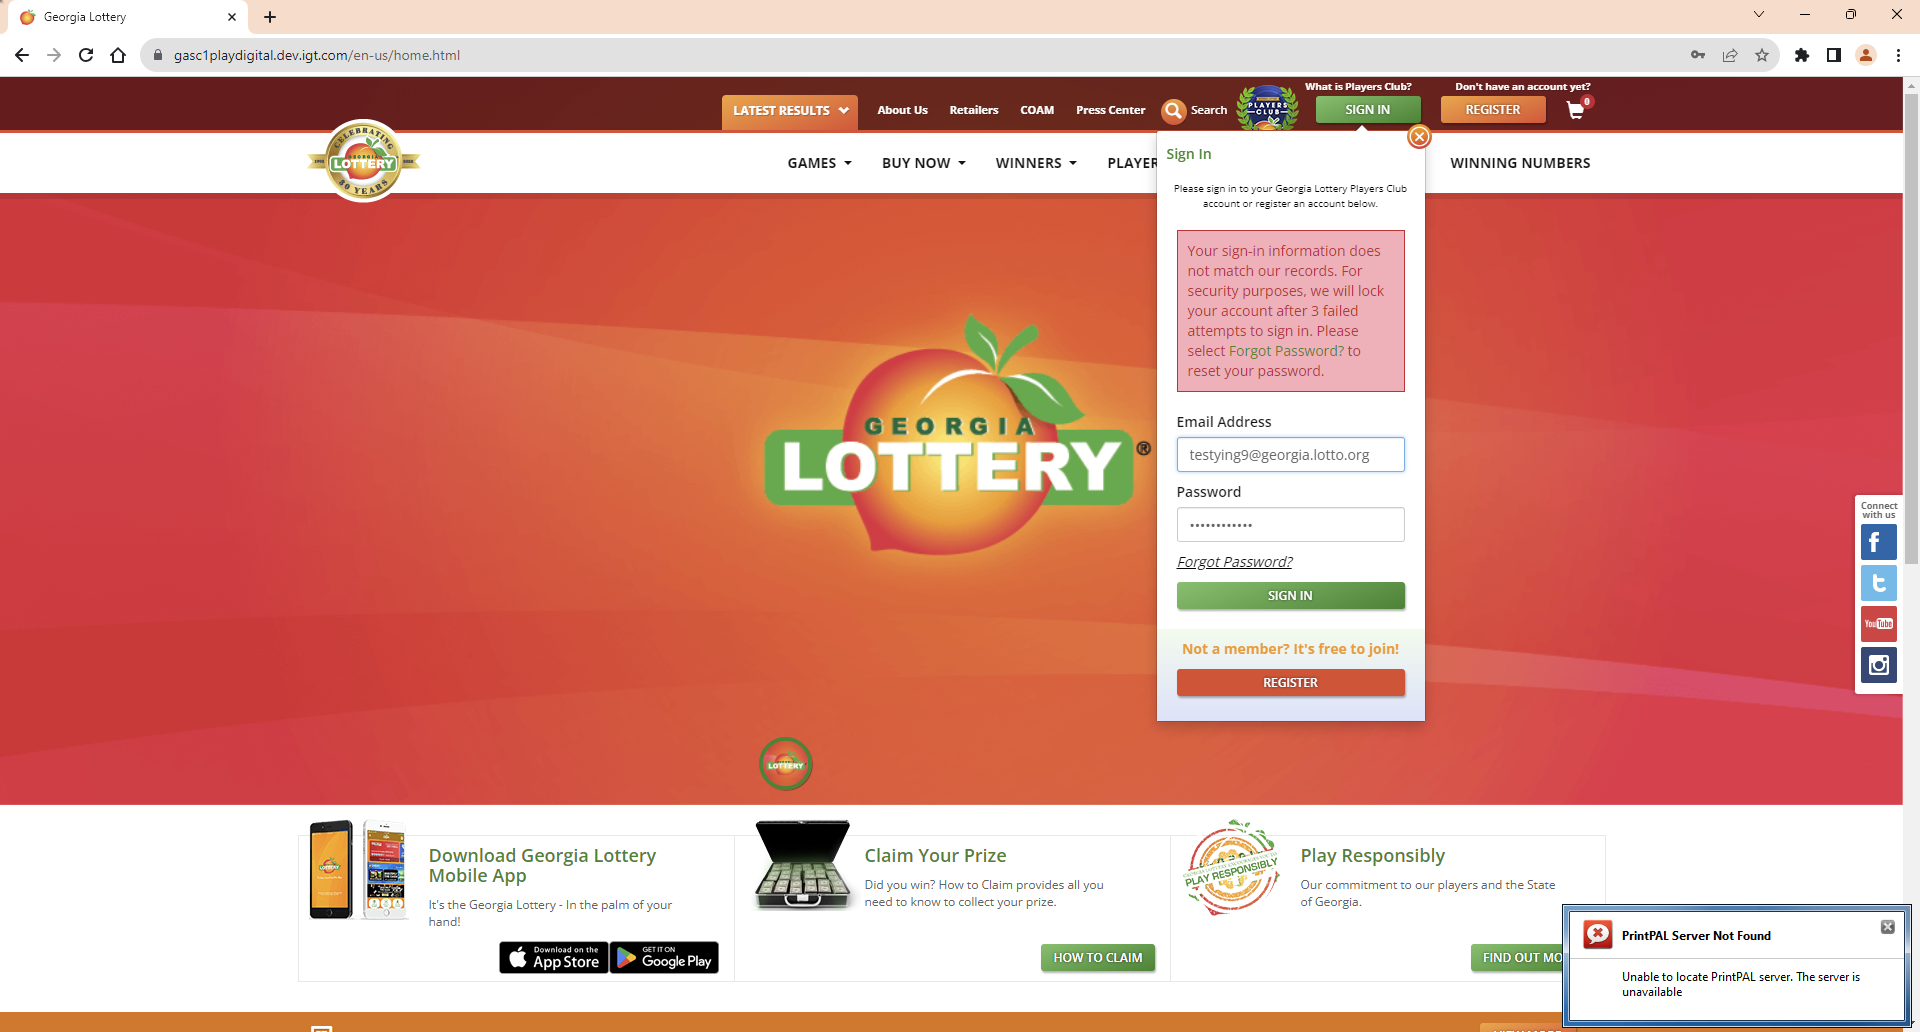 Georgia Lottery
gasc1playdigital.dev.igt.com/en-us/home.html
What is Players Club?
Don't have an account yet?
LATEST RESULTS
About Us
Retailers
COAM
Press Center
Search
PLAYERS
CLUB
SIGN IN
REGISTER
0
CELEBRATING
GEORGIA
LOTTERY
30 YEARS
GAMES
BUY NOW
WINNERS
PLAYER
WINNING NUMBERS
Sign In
Please sign in to your Georgia Lottery Players Club
account or register an account below.
Your sign-in information does
not match our records. For
security purposes, we will lock
your account after 3 failed
attempts to sign in. Please
select Forgot Password? to
reset your password.
Email Address
testying9@georgia.lotto.org
Password
••••••••••••
Forgot Password?
SIGN IN
Not a member? It's free to join!
REGISTER
GEORGIA
LOTTERY®
Connect
with us
YouTube
LOTTERY
Download Georgia Lottery
Mobile App
It's the Georgia Lottery - In the palm of your
hand!
Download on the
App Store
GET IT ON
Google Play
Claim Your Prize
Did you win? How to Claim provides all you
need to know to collect your prize.
HOW TO CLAIM
PLAY RESPONSIBLY
Play Responsibly
Our commitment to our players and the State
of Georgia.
FIND OUT MO
PrintPAL Server Not Found
Unable to locate PrintPAL server. The server is
unavailable